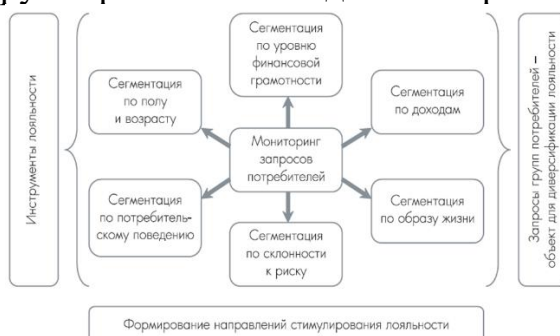 Инструменты лояльности
Сегментация
по уровню
финансовой
грамотности
Сегментация
по полу
и возрасту
Сегментация
по доходам
Мониторинг
запросов
потребителей
Сегментация
по потребитель-
скому поведению
Сегментация
по образу жизни
Сегментация
по склонности
к риску
Запросы групп потребителей –
объект для диверсификации лояльности
Формирование направлений стимулирования лояльности